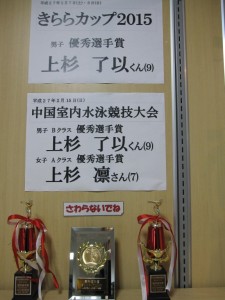 きららカップ2015
男子 優秀選手賞
上杉 了以くん(9)
中国室内水泳競技大会
男子 Bクラス 優秀選手賞
上杉 了以くん(9)
女子 Aクラス 優秀選手賞
上杉 凛さん(7)
さわらないでね